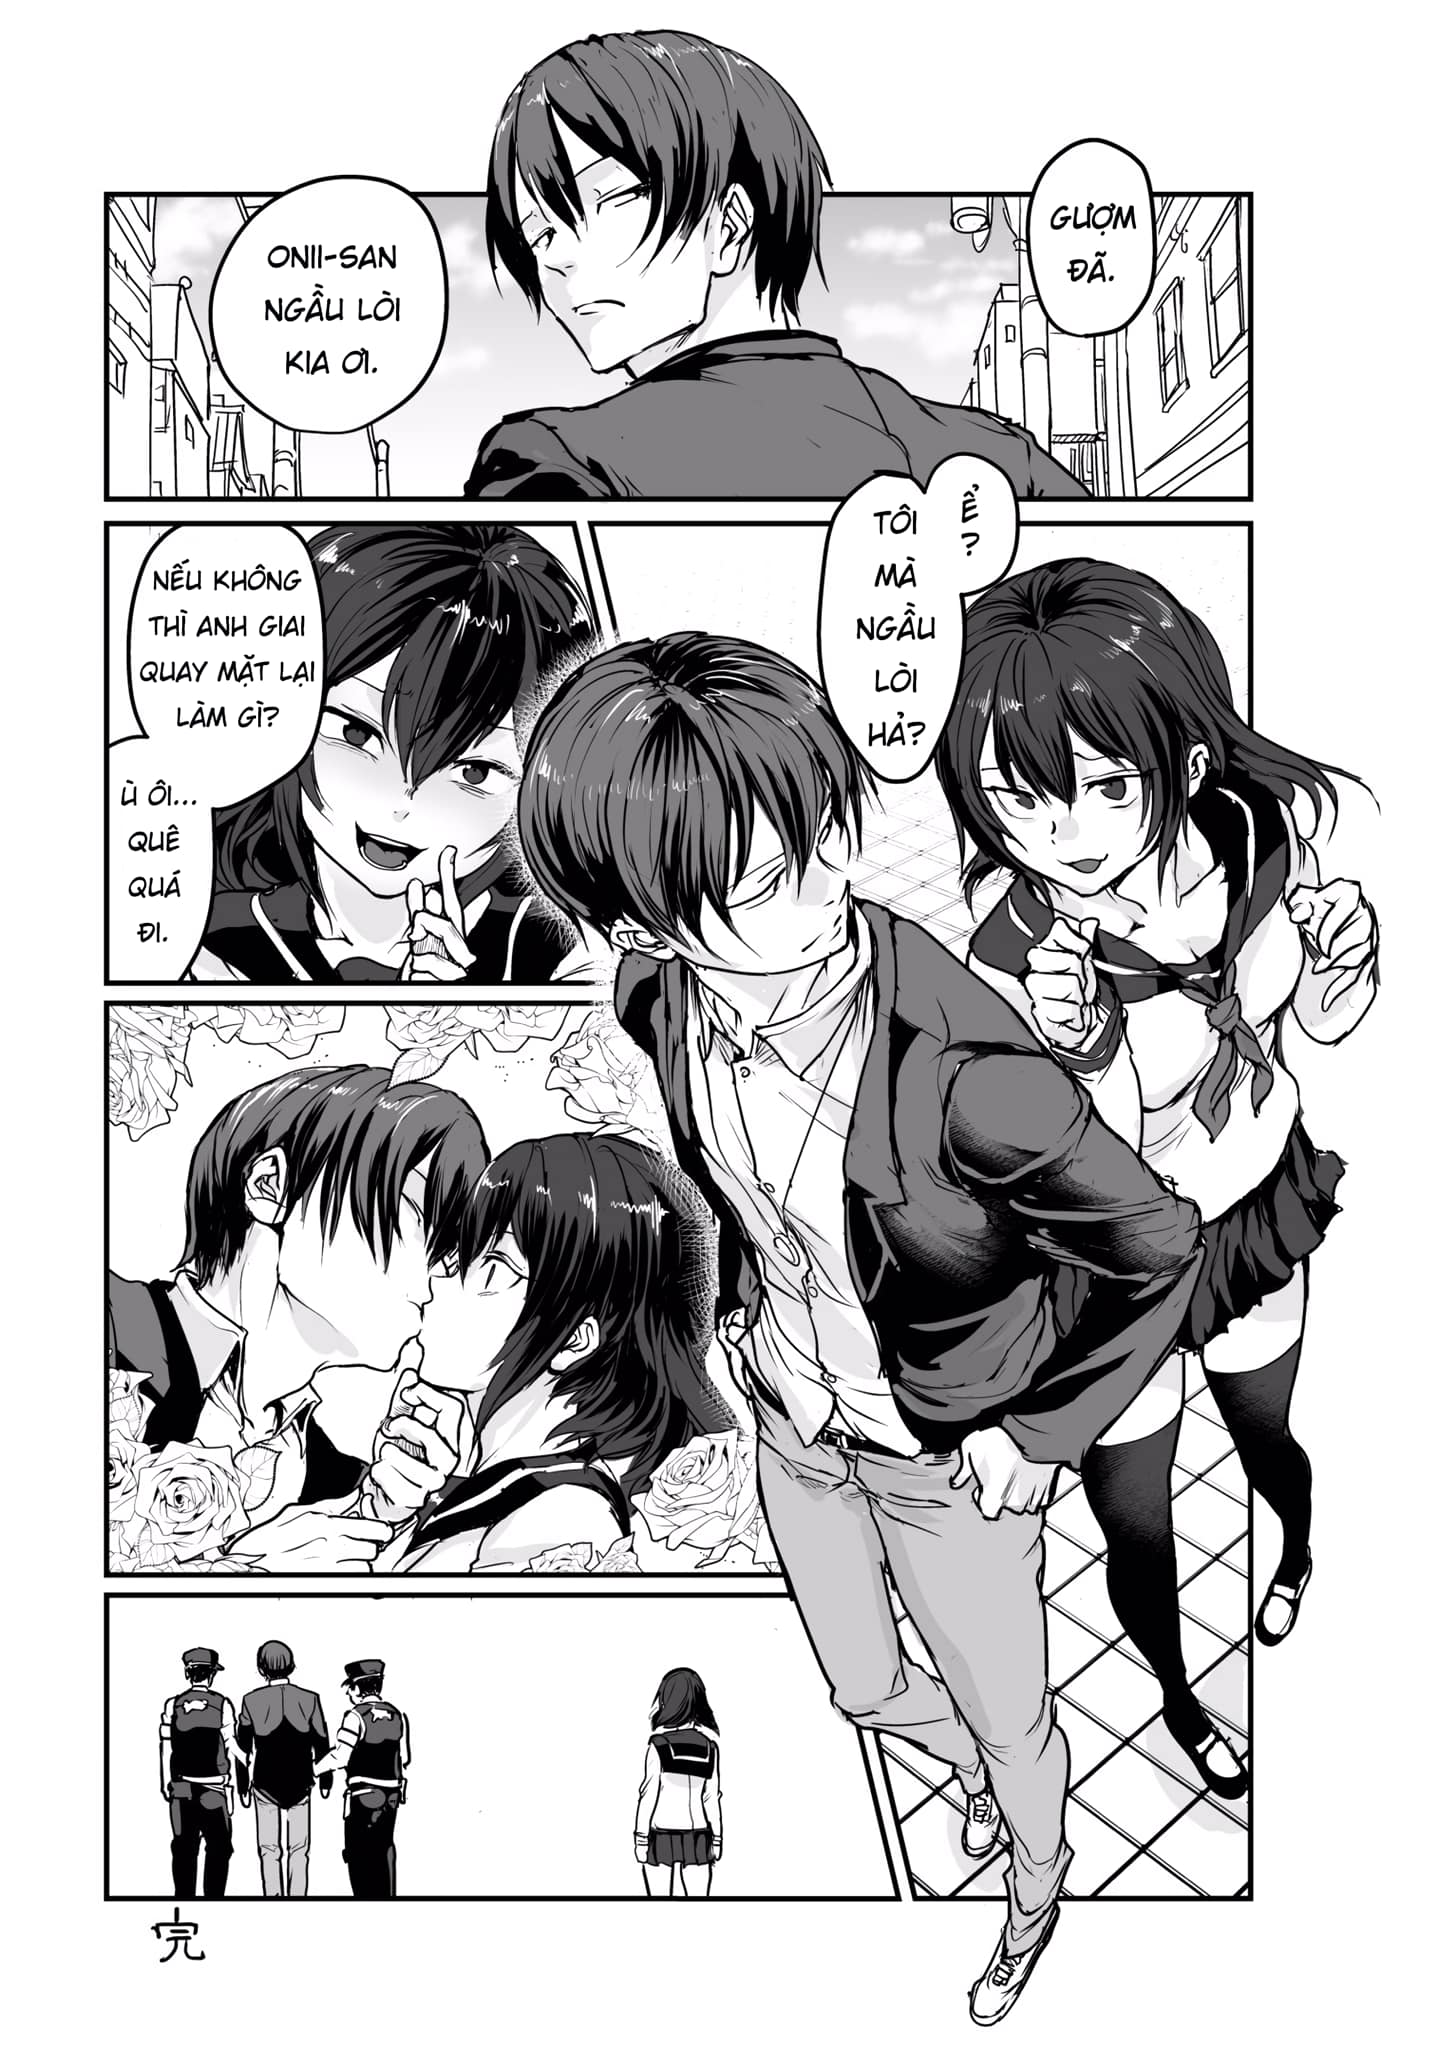 GƯỢM
ĐÃ.
ONII-SAN
NGẦU LÒI
KIA ƠI.
Ể
?
TÔI
MÀ
NGẦU
LÒI
HẢ?
NẾU KHÔNG
THÌ ANH GIAI
QUAY MẶT LẠI
LÀM GÌ?
Ù ÔI...
QUÊ
QUÁ
ĐI.
完